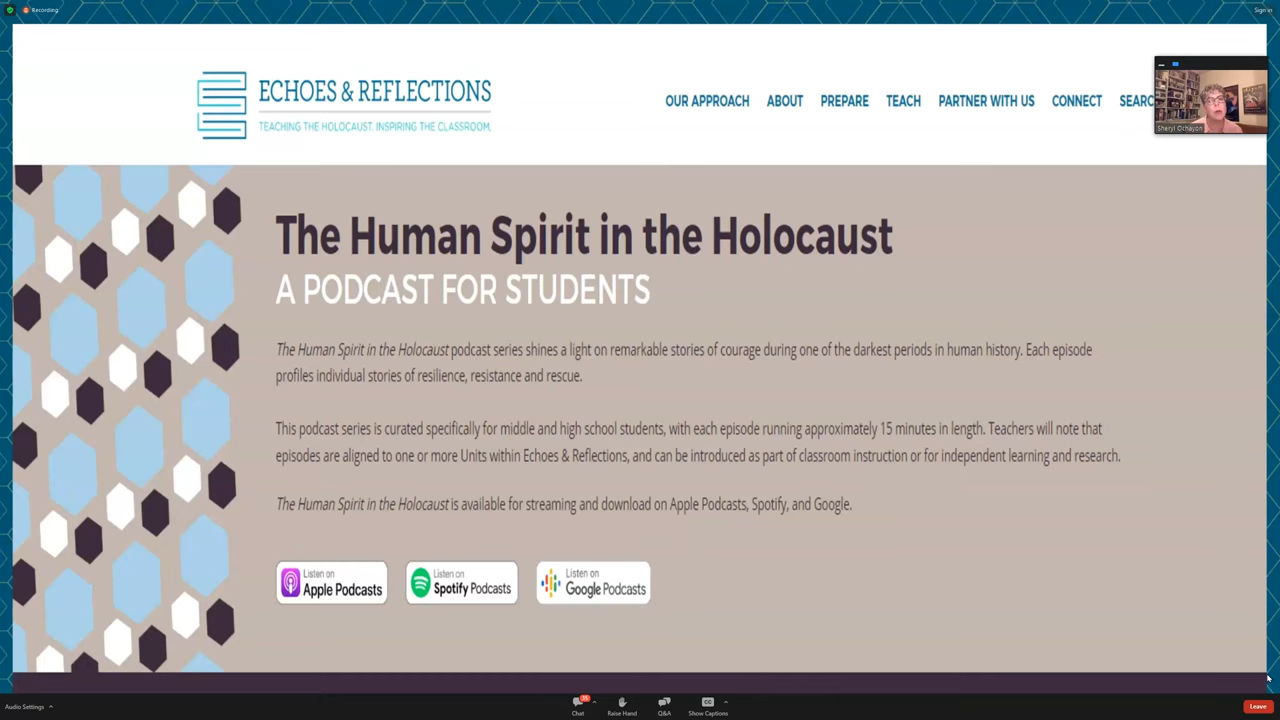 Recording
Sign in
ECHOES & REFLECTIONS
TEACHING THE HOLOCAUST. INSPIRING THE CLASSROOM.
OUR APPROACH ABOUT PREPARE TEACH PARTNER WITH US CONNECT SEARC
Sheryl Ochayon
The Human Spirit in the Holocaust
A PODCAST FOR STUDENTS
The Human Spirit in the Holocaust podcast series shines a light on remarkable stories of courage during one of the darkest periods in human history. Each episode
profiles individual stories of resilience, resistance and rescue.
This podcast series is curated specifically for middle and high school students, with each episode running approximately 15 minutes in length. Teachers will note that
episodes are aligned to one or more Units within Echoes & Reflections, and can be introduced as part of classroom instruction or for independent learning and research.
The Human Spirit in the Holocaust is available for streaming and download on Apple Podcasts, Spotify, and Google.
Listen on
Apple Podcasts
Listen on
Spotify Podcasts
Listen on
Google Podcasts
Audio Settings
35
Chat
Raise Hand
Q&A
CC
Show Captions
Leave